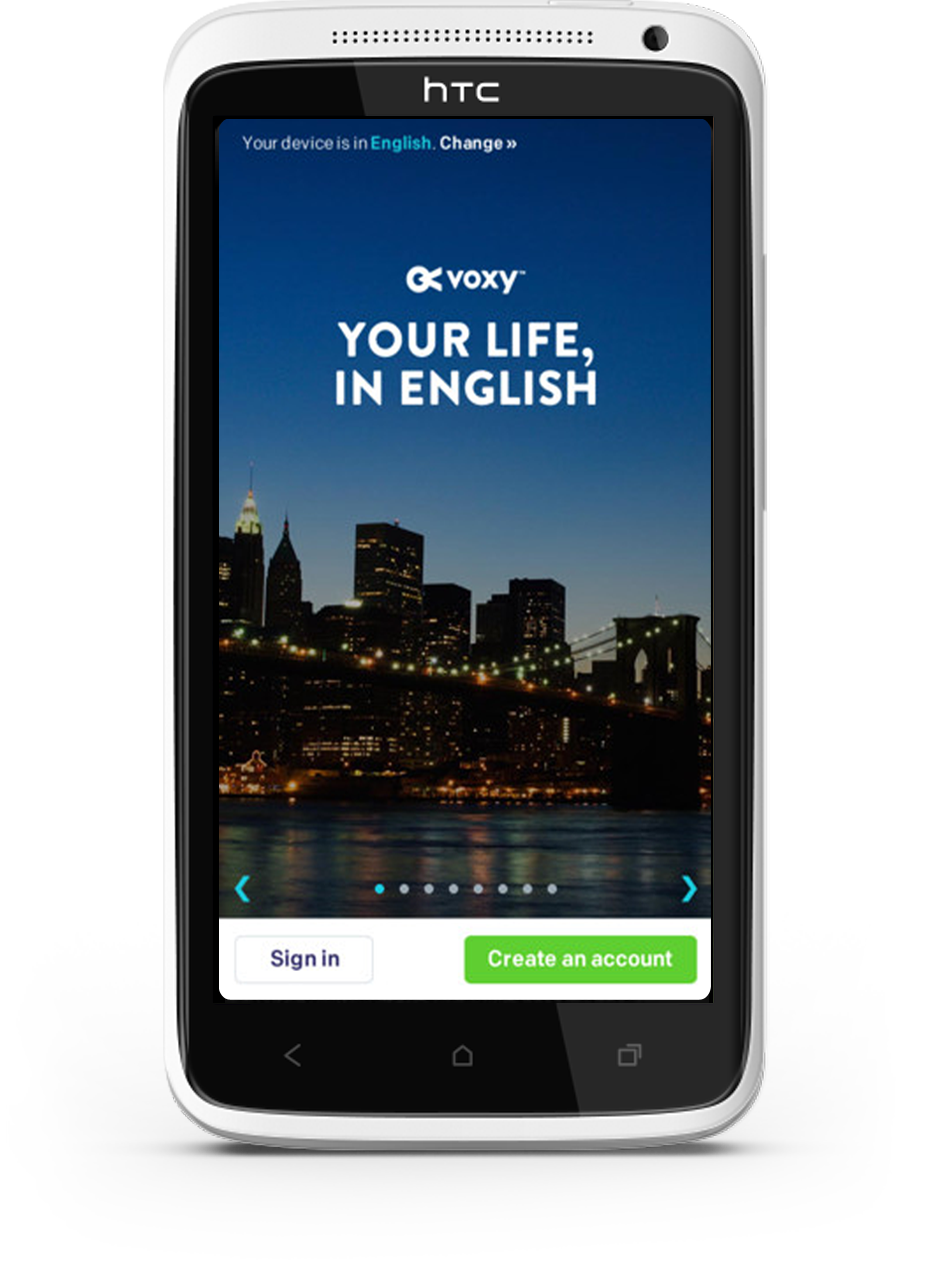 hTC
Your device is in English. Change »
voxy™
YOUR LIFE,
IN ENGLISH
Sign in
Create an account